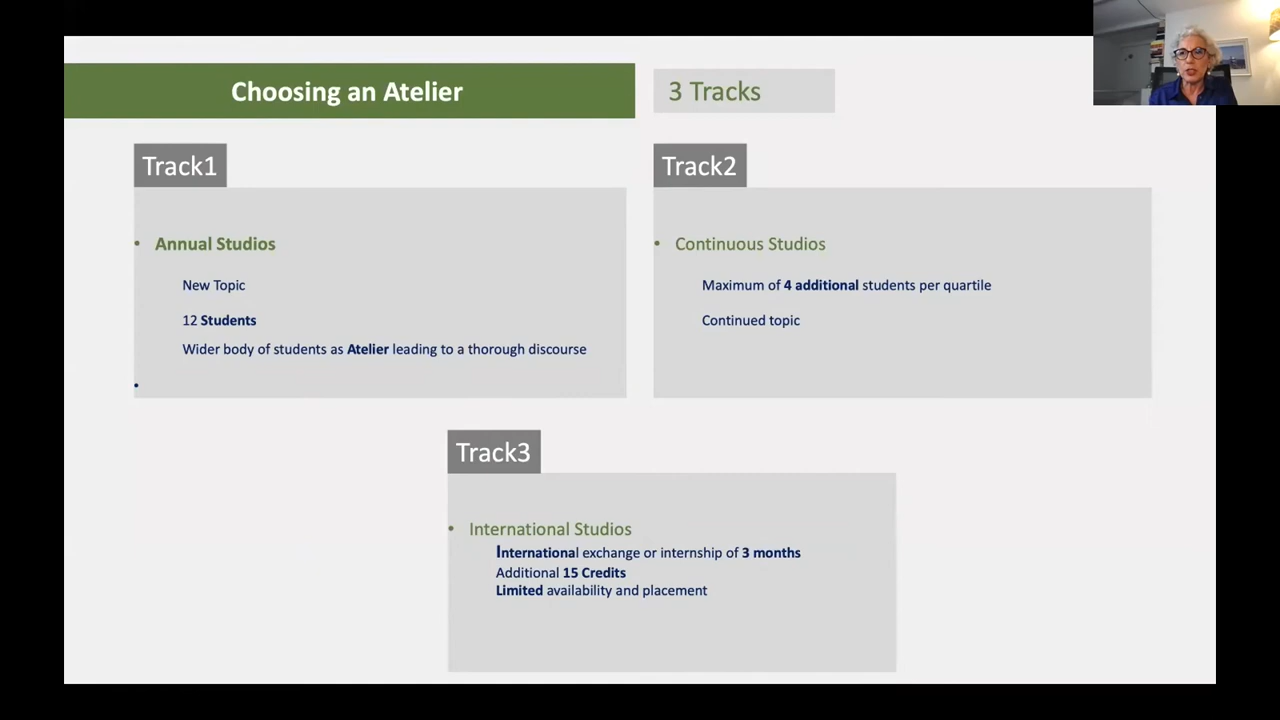 Choosing an Atelier
3 Tracks
Track1
• Annual Studios
New Topic
12 Students
Wider body of students as Atelier leading to a thorough discourse
•
Track2
• Continuous Studios
Maximum of 4 additional students per quartile
Continued topic
Track3
• International Studios
International exchange or internship of 3 months
Additional 15 Credits
Limited availability and placement